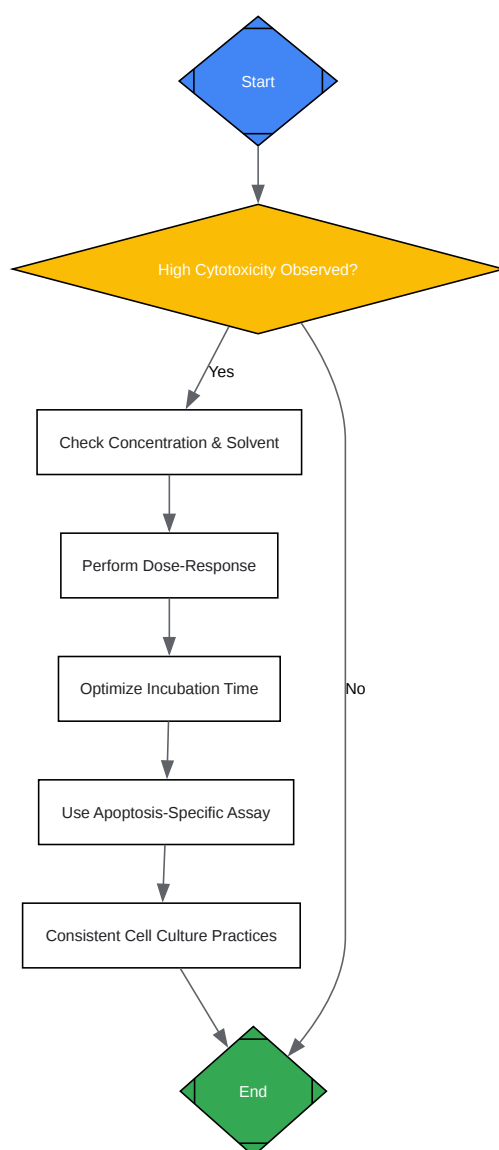 Start
High Cytotoxicity Observed?
Yes
Check Concentration & Solvent
Perform Dose-Response
Optimize Incubation Time
No
Use Apoptosis-Specific Assay
Consistent Cell Culture Practices
End